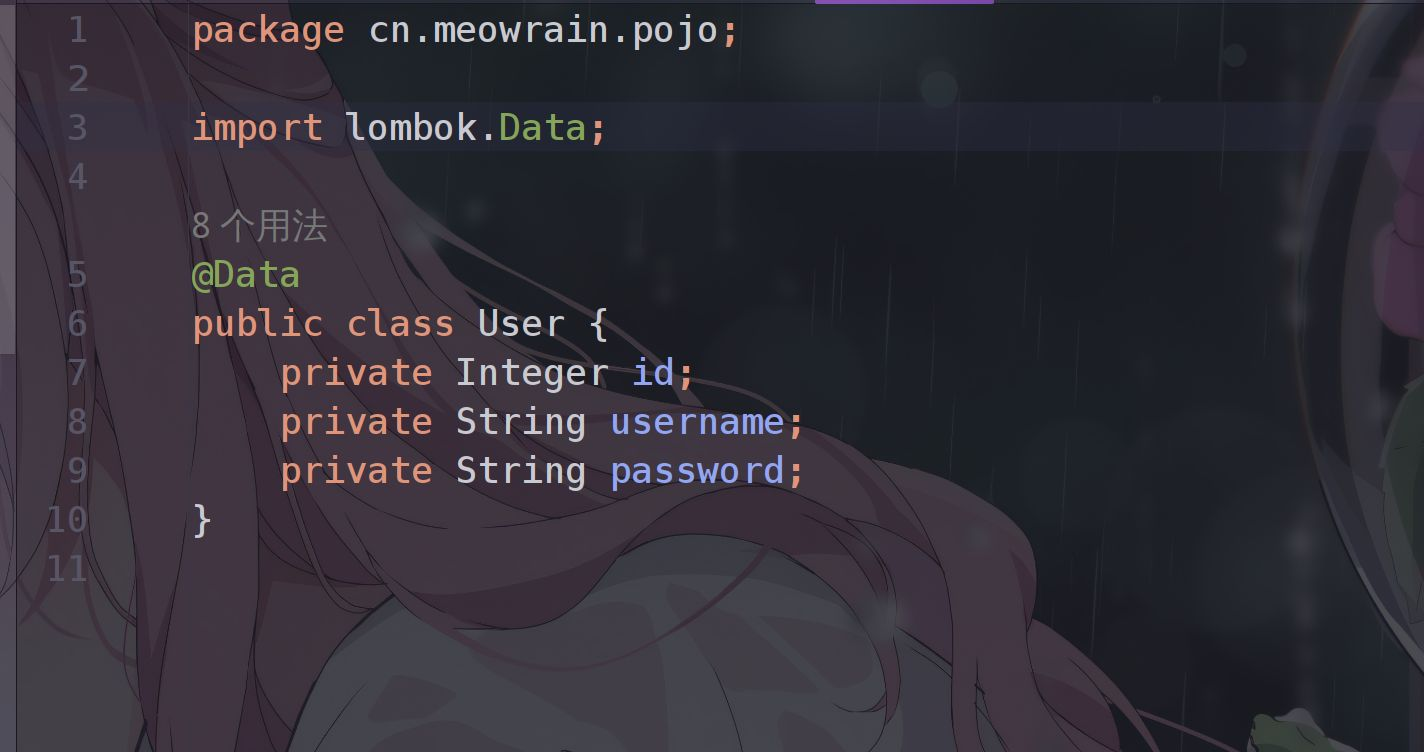 1 package cn.meowrain.pojo;
2
3 import lombok.Data;
4
8 个用法
5 @Data
6 public class User {
7     private Integer id;
8     private String username;
9     private String password;
10 }
11